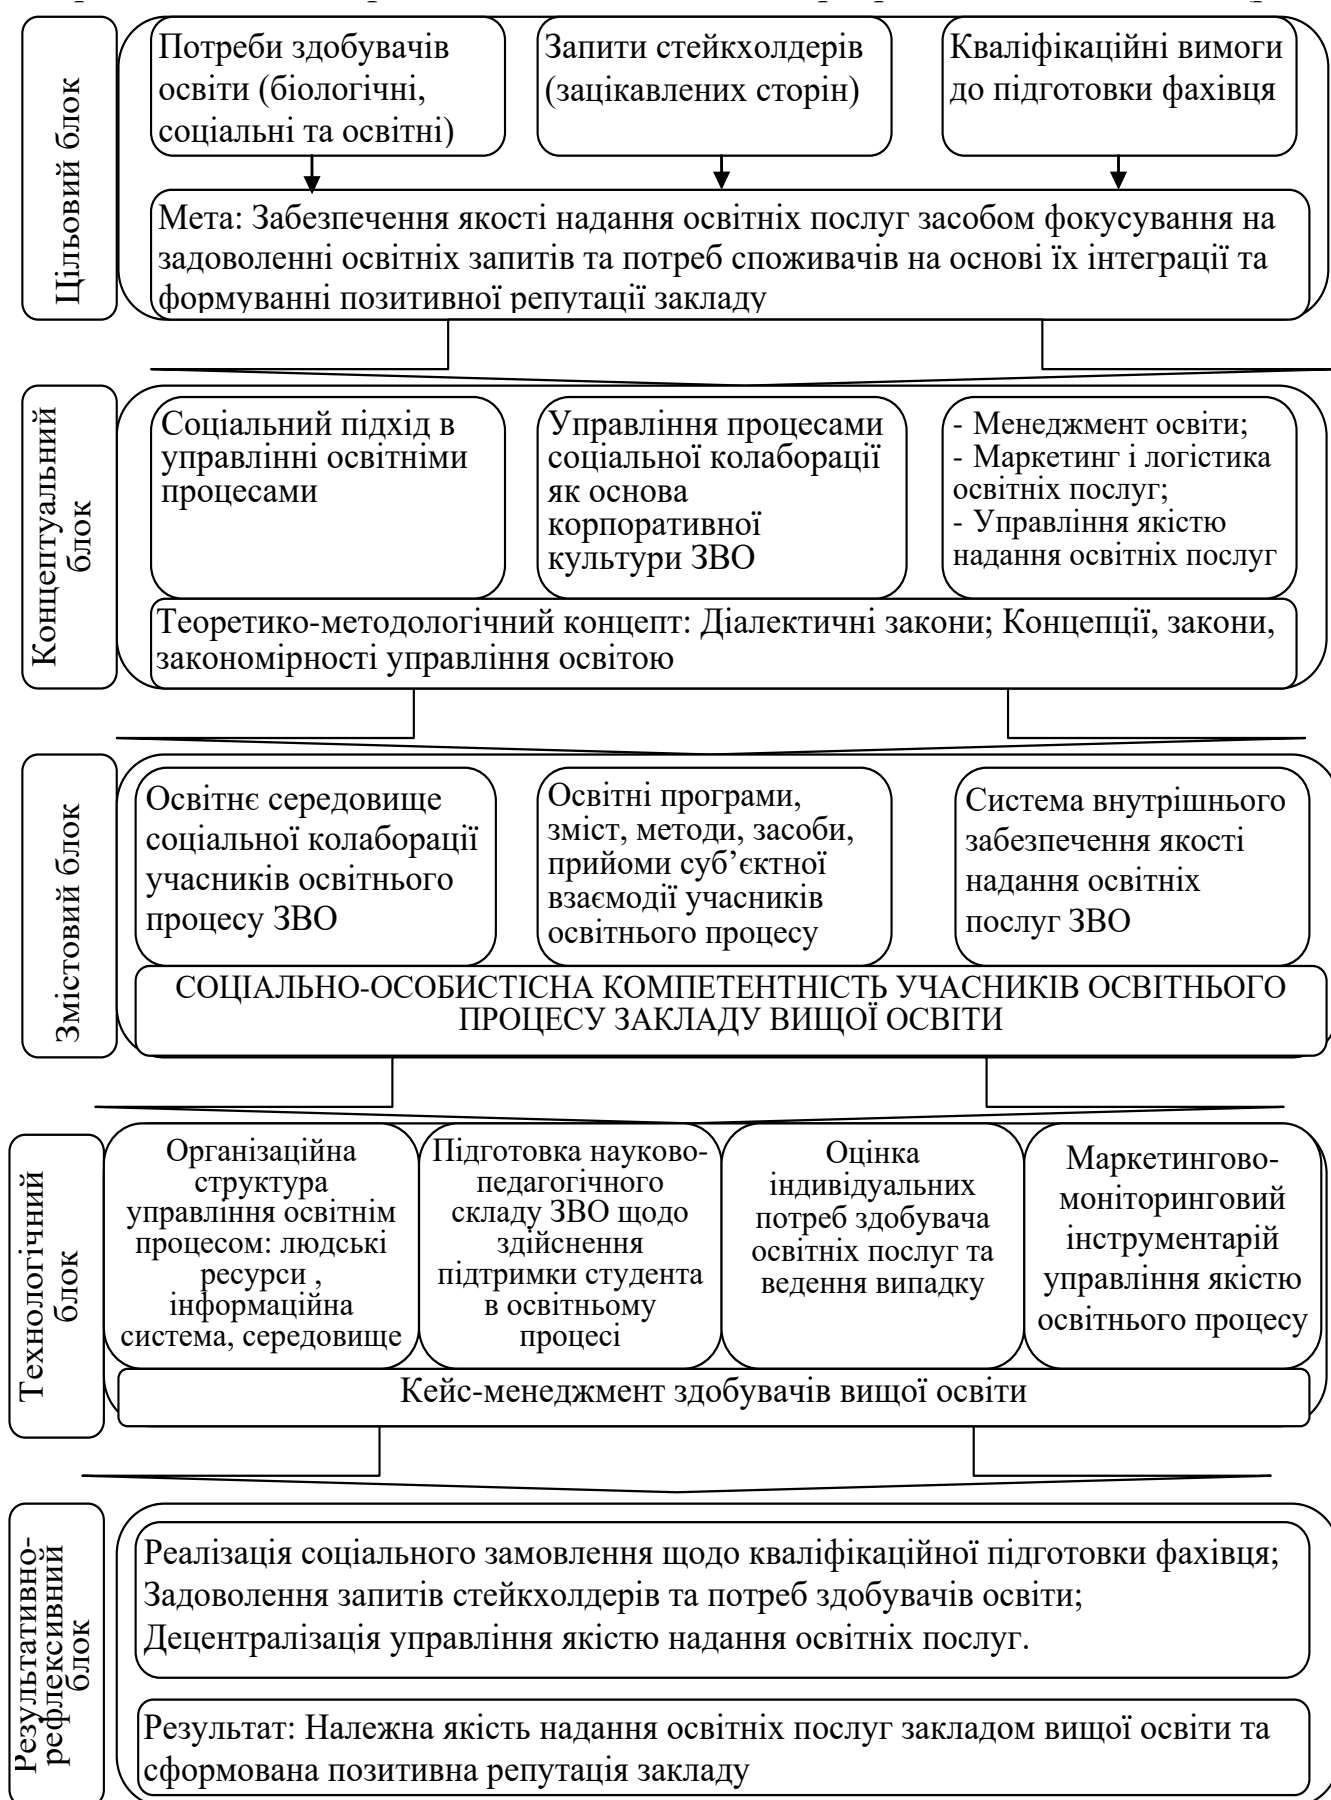 Цільовий блок
Потреби здобувачів
освіти (біологічні,
соціальні та освітні)
Запити стейкхолдерів
(зацікавлених сторін)
Кваліфікаційні вимоги
до підготовки фахівця
Мета: Забезпечення якості надання освітніх послуг засобом фокусування на
задоволенні освітніх запитів та потреб споживачів на основі їх інтеграції та
формуванні позитивної репутації закладу
Концептуальний
блок
Соціальний підхід в
управлінні освітніми
процесами
Управління процесами
соціальної колаборації
як основа
корпоративної
культури ЗВО
- Менеджмент освіти;
- Маркетинг і логістика
освітніх послуг;
- Управління якістю
надання освітніх послуг
Теоретико-методологічний концепт: Діалектичні закони; Концепції, закони,
закономірності управління освітою
Змістовий блок
Освітнє середовище
соціальної колаборації
учасників освітнього
процесу ЗВО
Освітні програми,
зміст, методи, засоби,
прийоми суб’єктної
взаємодії учасників
освітнього процесу
Система внутрішнього
забезпечення якості
надання освітніх
послуг ЗВО
СОЦІАЛЬНО-ОСОБИСТІСНА КОМПЕТЕНТНІСТЬ УЧАСНИКІВ ОСВІТНЬОГО
ПРОЦЕСУ ЗАКЛАДУ ВИЩОЇ ОСВІТИ
Технологічний
блок
Організаційна
структура
управління освітнім
процесом: людські
ресурси ,
інформаційна
система, середовище
Підготовка науково-
педагогічного
складу ЗВО щодо
здійснення
підтримки студента
в освітньому
процесі
Оцінка
індивідуальних
потреб здобувача
освітніх послуг та
ведення випадку
Маркетингово-
моніторинговий
інструментарій
управління якістю
освітнього процесу
Кейс-менеджмент здобувачів вищої освіти
Результативно-
рефлексивний
блок
Реалізація соціального замовлення щодо кваліфікаційної підготовки фахівця;
Задоволення запитів стейкхолдерів та потреб здобувачів освіти;
Децентралізація управління якістю надання освітніх послуг.
Результат: Належна якість надання освітніх послуг закладом вищої освіти та
сформована позитивна репутація закладу